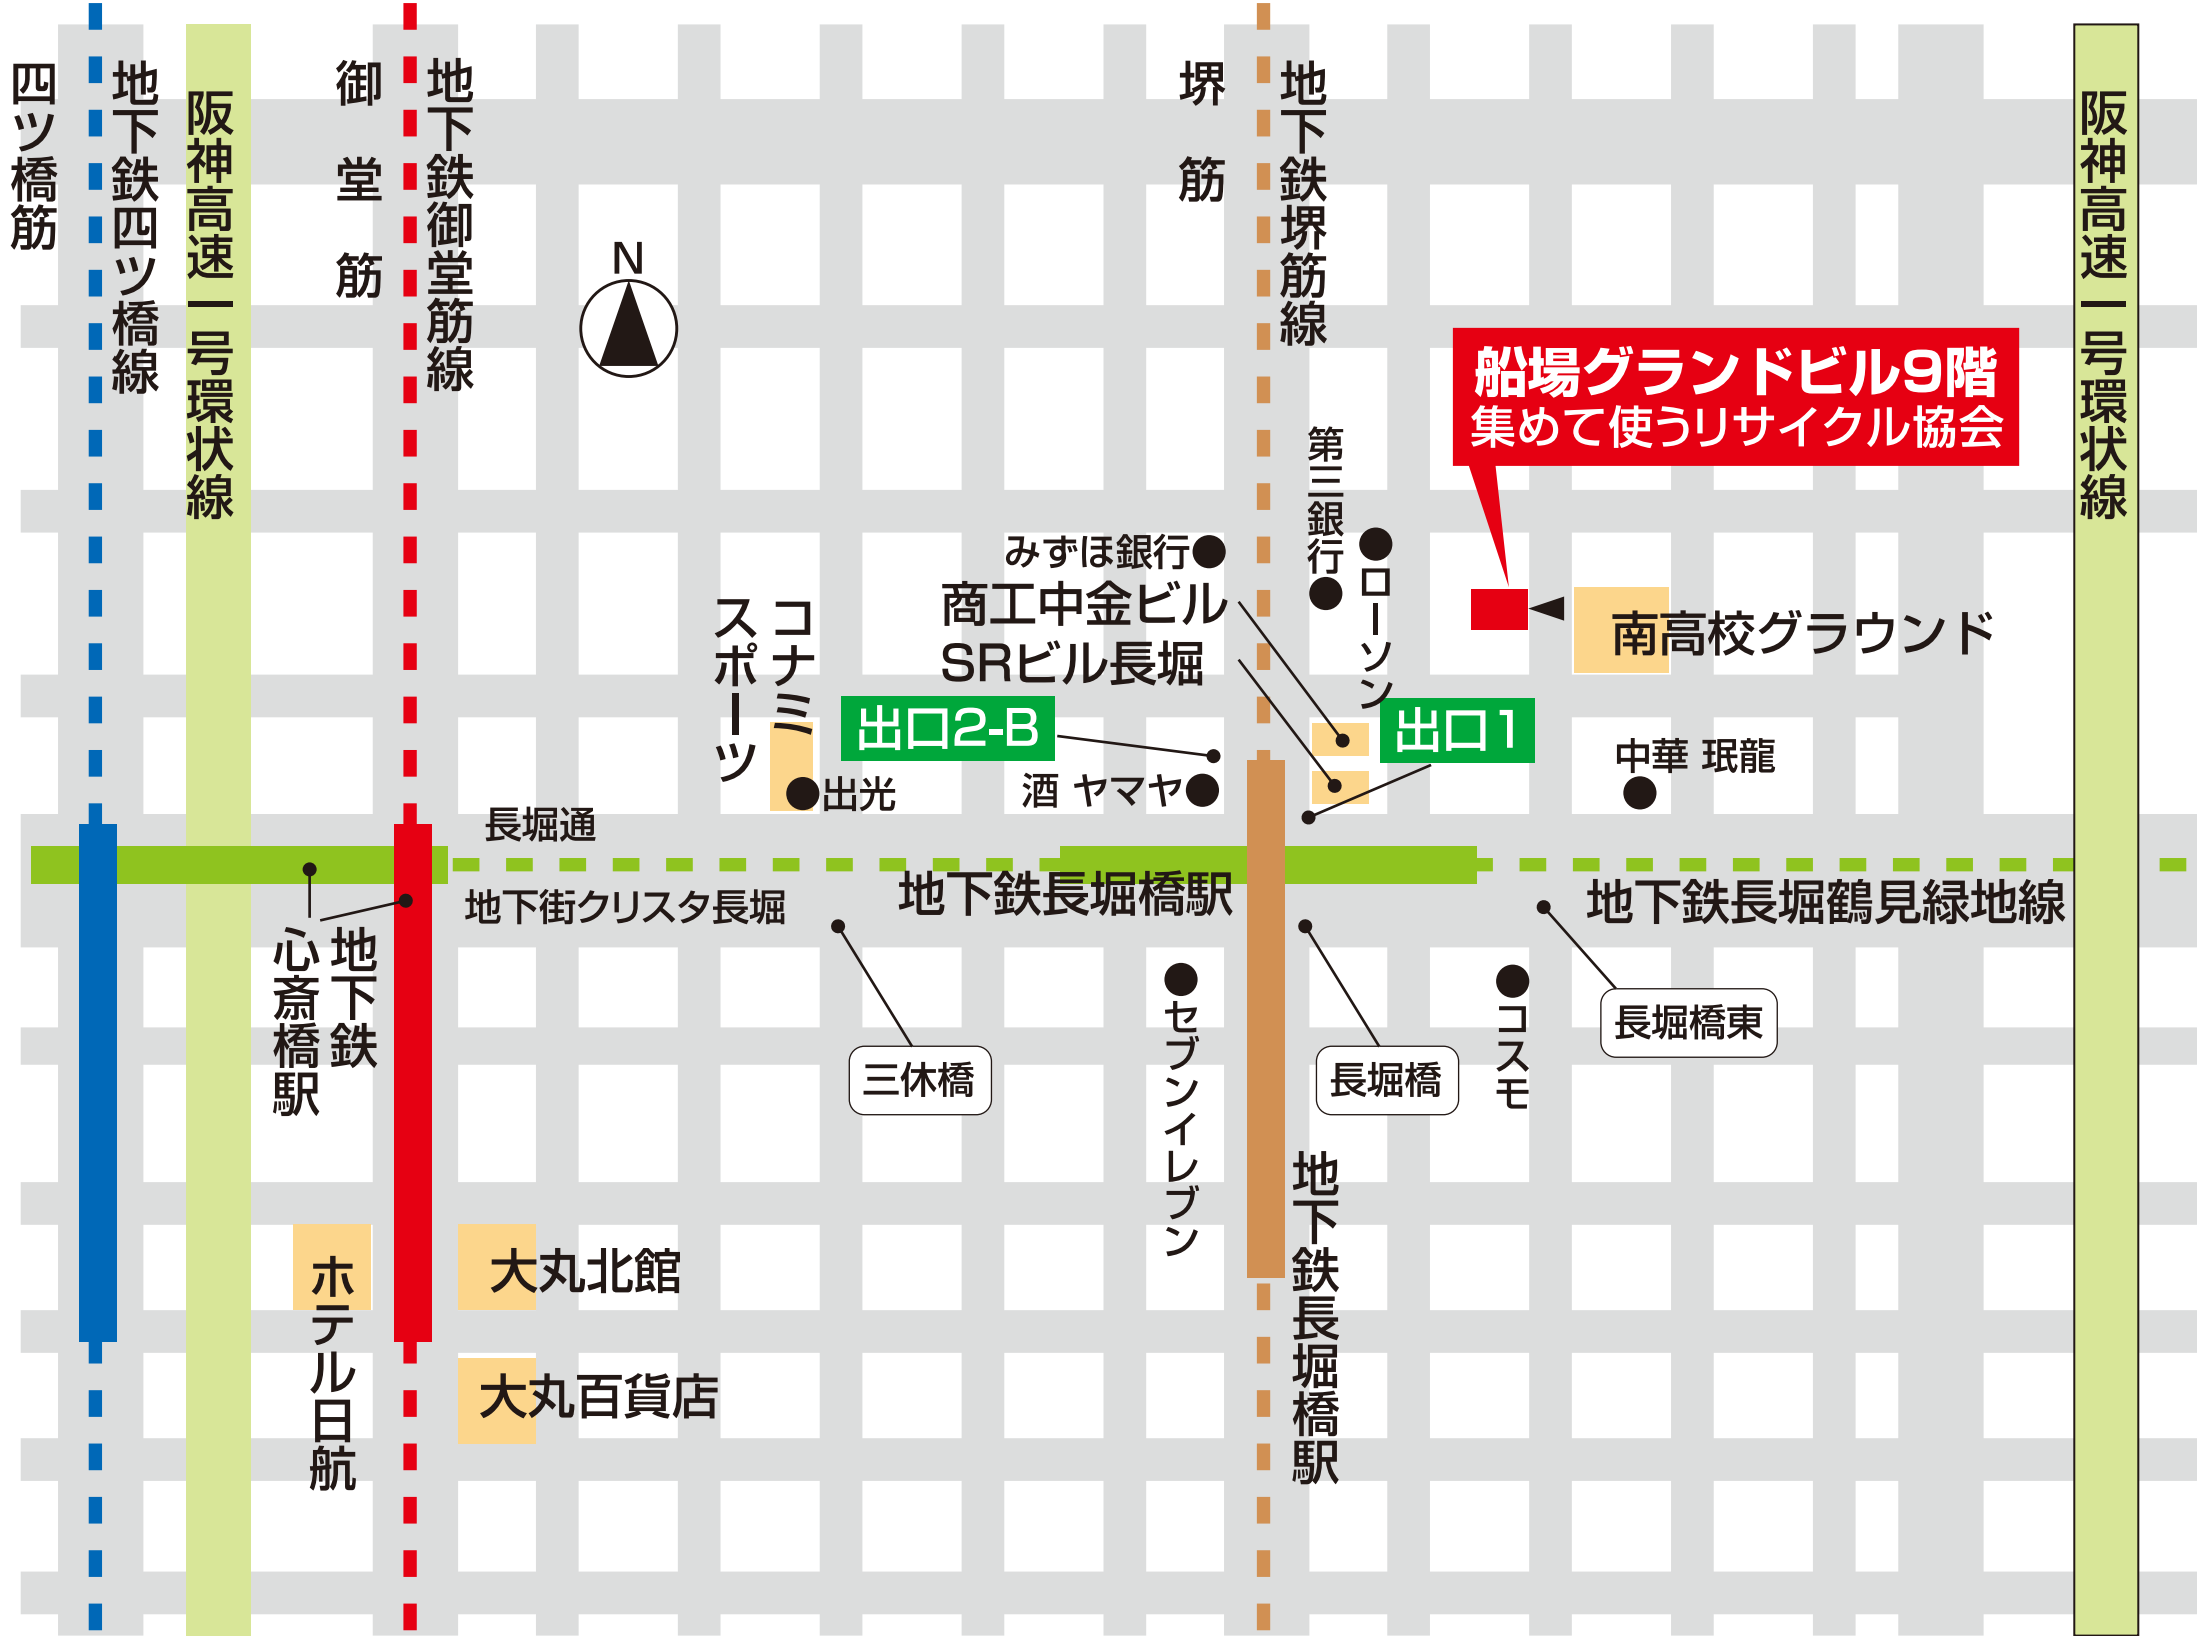 四ツ橋筋
地下鉄四ツ橋線
阪神高速一号環状線
御堂筋
地下鉄御堂筋線
N
堺筋
地下鉄堺筋線
阪神高速一号環状線
船場グランドビル9階
集めて使うリサイクル協会
第三銀行
ローソン
みずほ銀行
商工中金ビル
SRビル長堀
南高校グラウンド
コナミ
スポーツ
出口2-B
出口1
出光
酒 ヤマヤ
中華 珉龍
長堀通
地下街クリスタ長堀
地下鉄長堀橋駅
地下鉄長堀鶴見緑地線
地下鉄
心斎橋駅
三休橋
セブンイレブン
長堀橋
コスモ
長堀橋東
地下鉄長堀橋駅
ホテル日航
大丸北館
大丸百貨店